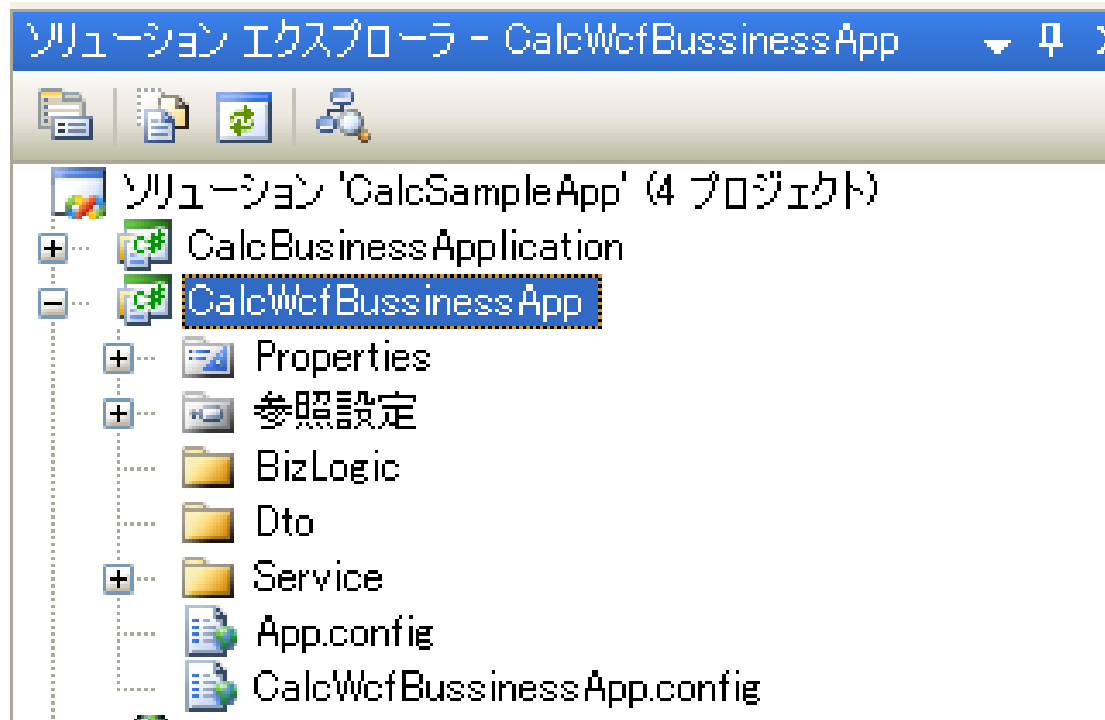 ソリューション エクスプローラ - CalcWcfBussinessApp
ソリューション 'CalcSampleApp' (4 プロジェクト)
CalcBusinessApplication
CalcWcfBussinessApp
Properties
参照設定
BizLogic
Dto
Service
App.config
CalcWcfBussinessApp.config